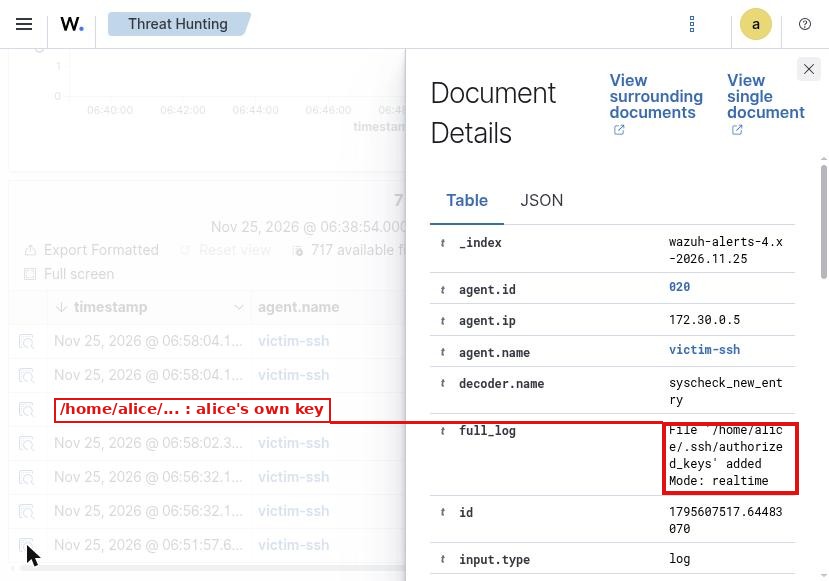 W.
Threat Hunting
a
1
0
06:40:00
06:42:00
06:44:00
06:46:00
timestam
7
Nov 25, 2026 @ 06:38:54.000
Export Formatted
Reset view
717 available f
Full screen
timestamp
agent.name
Nov 25, 2026 @ 06:58:04.1...
victim-ssh
Nov 25, 2026 @ 06:58:04.1...
victim-ssh
/home/alice/... : alice's own key
Nov 25, 2026 @ 06:58:02.3...
victim-ssh
Nov 25, 2026 @ 06:56:32.1...
victim-ssh
Nov 25, 2026 @ 06:56:32.1...
victim-ssh
Nov 25, 2026 @ 06:51:57.6...
victim-ssh
Document
Details
View
surrounding
documents
View
single
document
Table
JSON
t _index
wazuh-alerts-4.x
-2026.11.25
t agent.id
020
t agent.ip
172.30.0.5
t agent.name
victim-ssh
t decoder.name
syscheck_new_ent
ry
t full_log
File '/home/alic
e/.ssh/authorize
d_keys' added
Mode: realtime
t id
1795607517.64483
070
t input.type
log